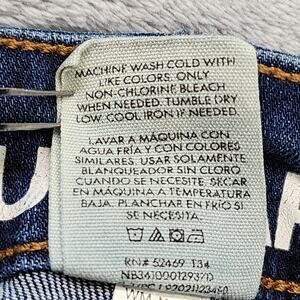 MACHINE WASH COLD WITH
LIKE COLORS. ONLY
NON-CHLORINE BLEACH
WHEN NEEDED. TUMBLE DRY
LOW. COOL IRON IF NEEDED.
LAVAR A MÁQUINA CON
AGUA FRÍA Y CON COLORES
SIMILARES. USAR SOLAMENTE
BLANQUEADOR SIN CLORO
CUANDO SE NECESITE. SECAR
EN MÁQUINA A TEMPERATURA
BAJA. PLANCHAR EN FRÍO SI
SE NECESITA.
RN# 52469 134